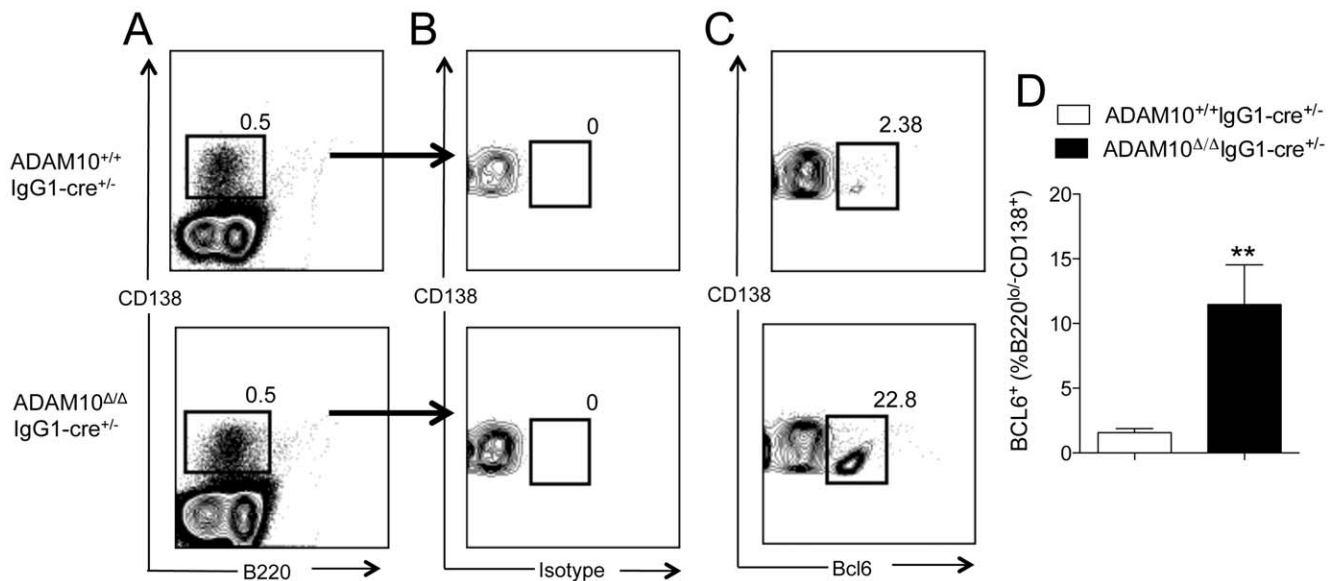 A
B
C
D
ADAM10+/+IgG1-cre+/-
ADAM10Δ/ΔIgG1-cre+/-
ADAM10+/+
IgG1-cre+/-
0.5
0
2.38
CD138
CD138
CD138
ADAM10Δ/Δ
IgG1-cre+/-
0.5
0
22.8
B220
Isotype
Bcl6
BCL6+ (%B220lo/-CD138+)
20
15
10
5
0
**